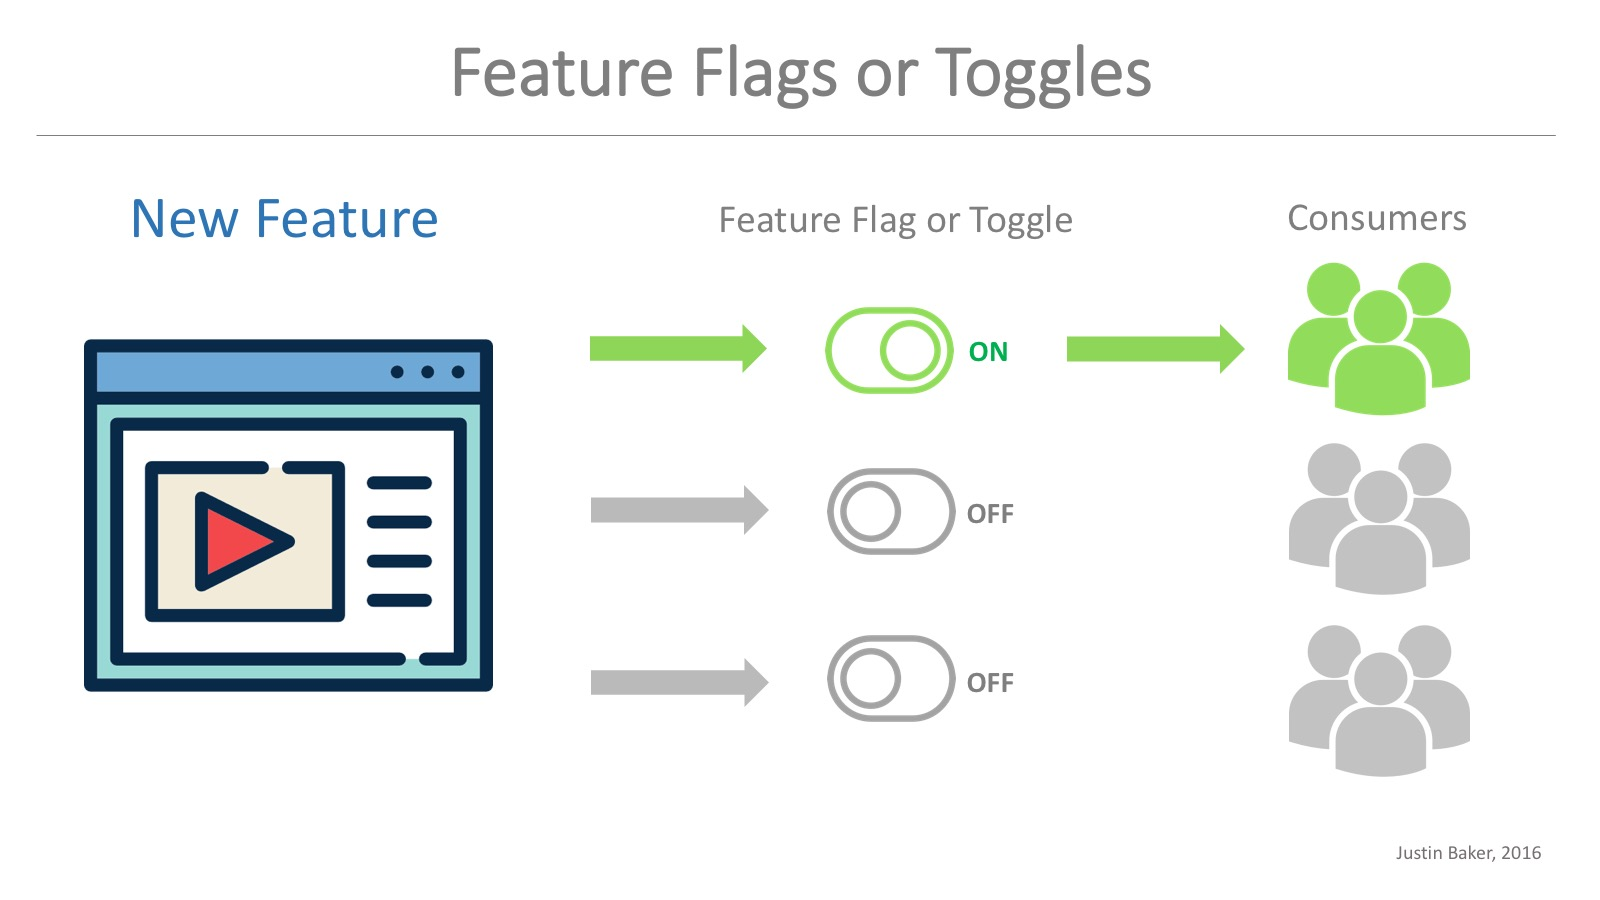 Feature Flags or Toggles
New Feature
Feature Flag or Toggle
Consumers
ON
OFF
OFF
Justin Baker, 2016